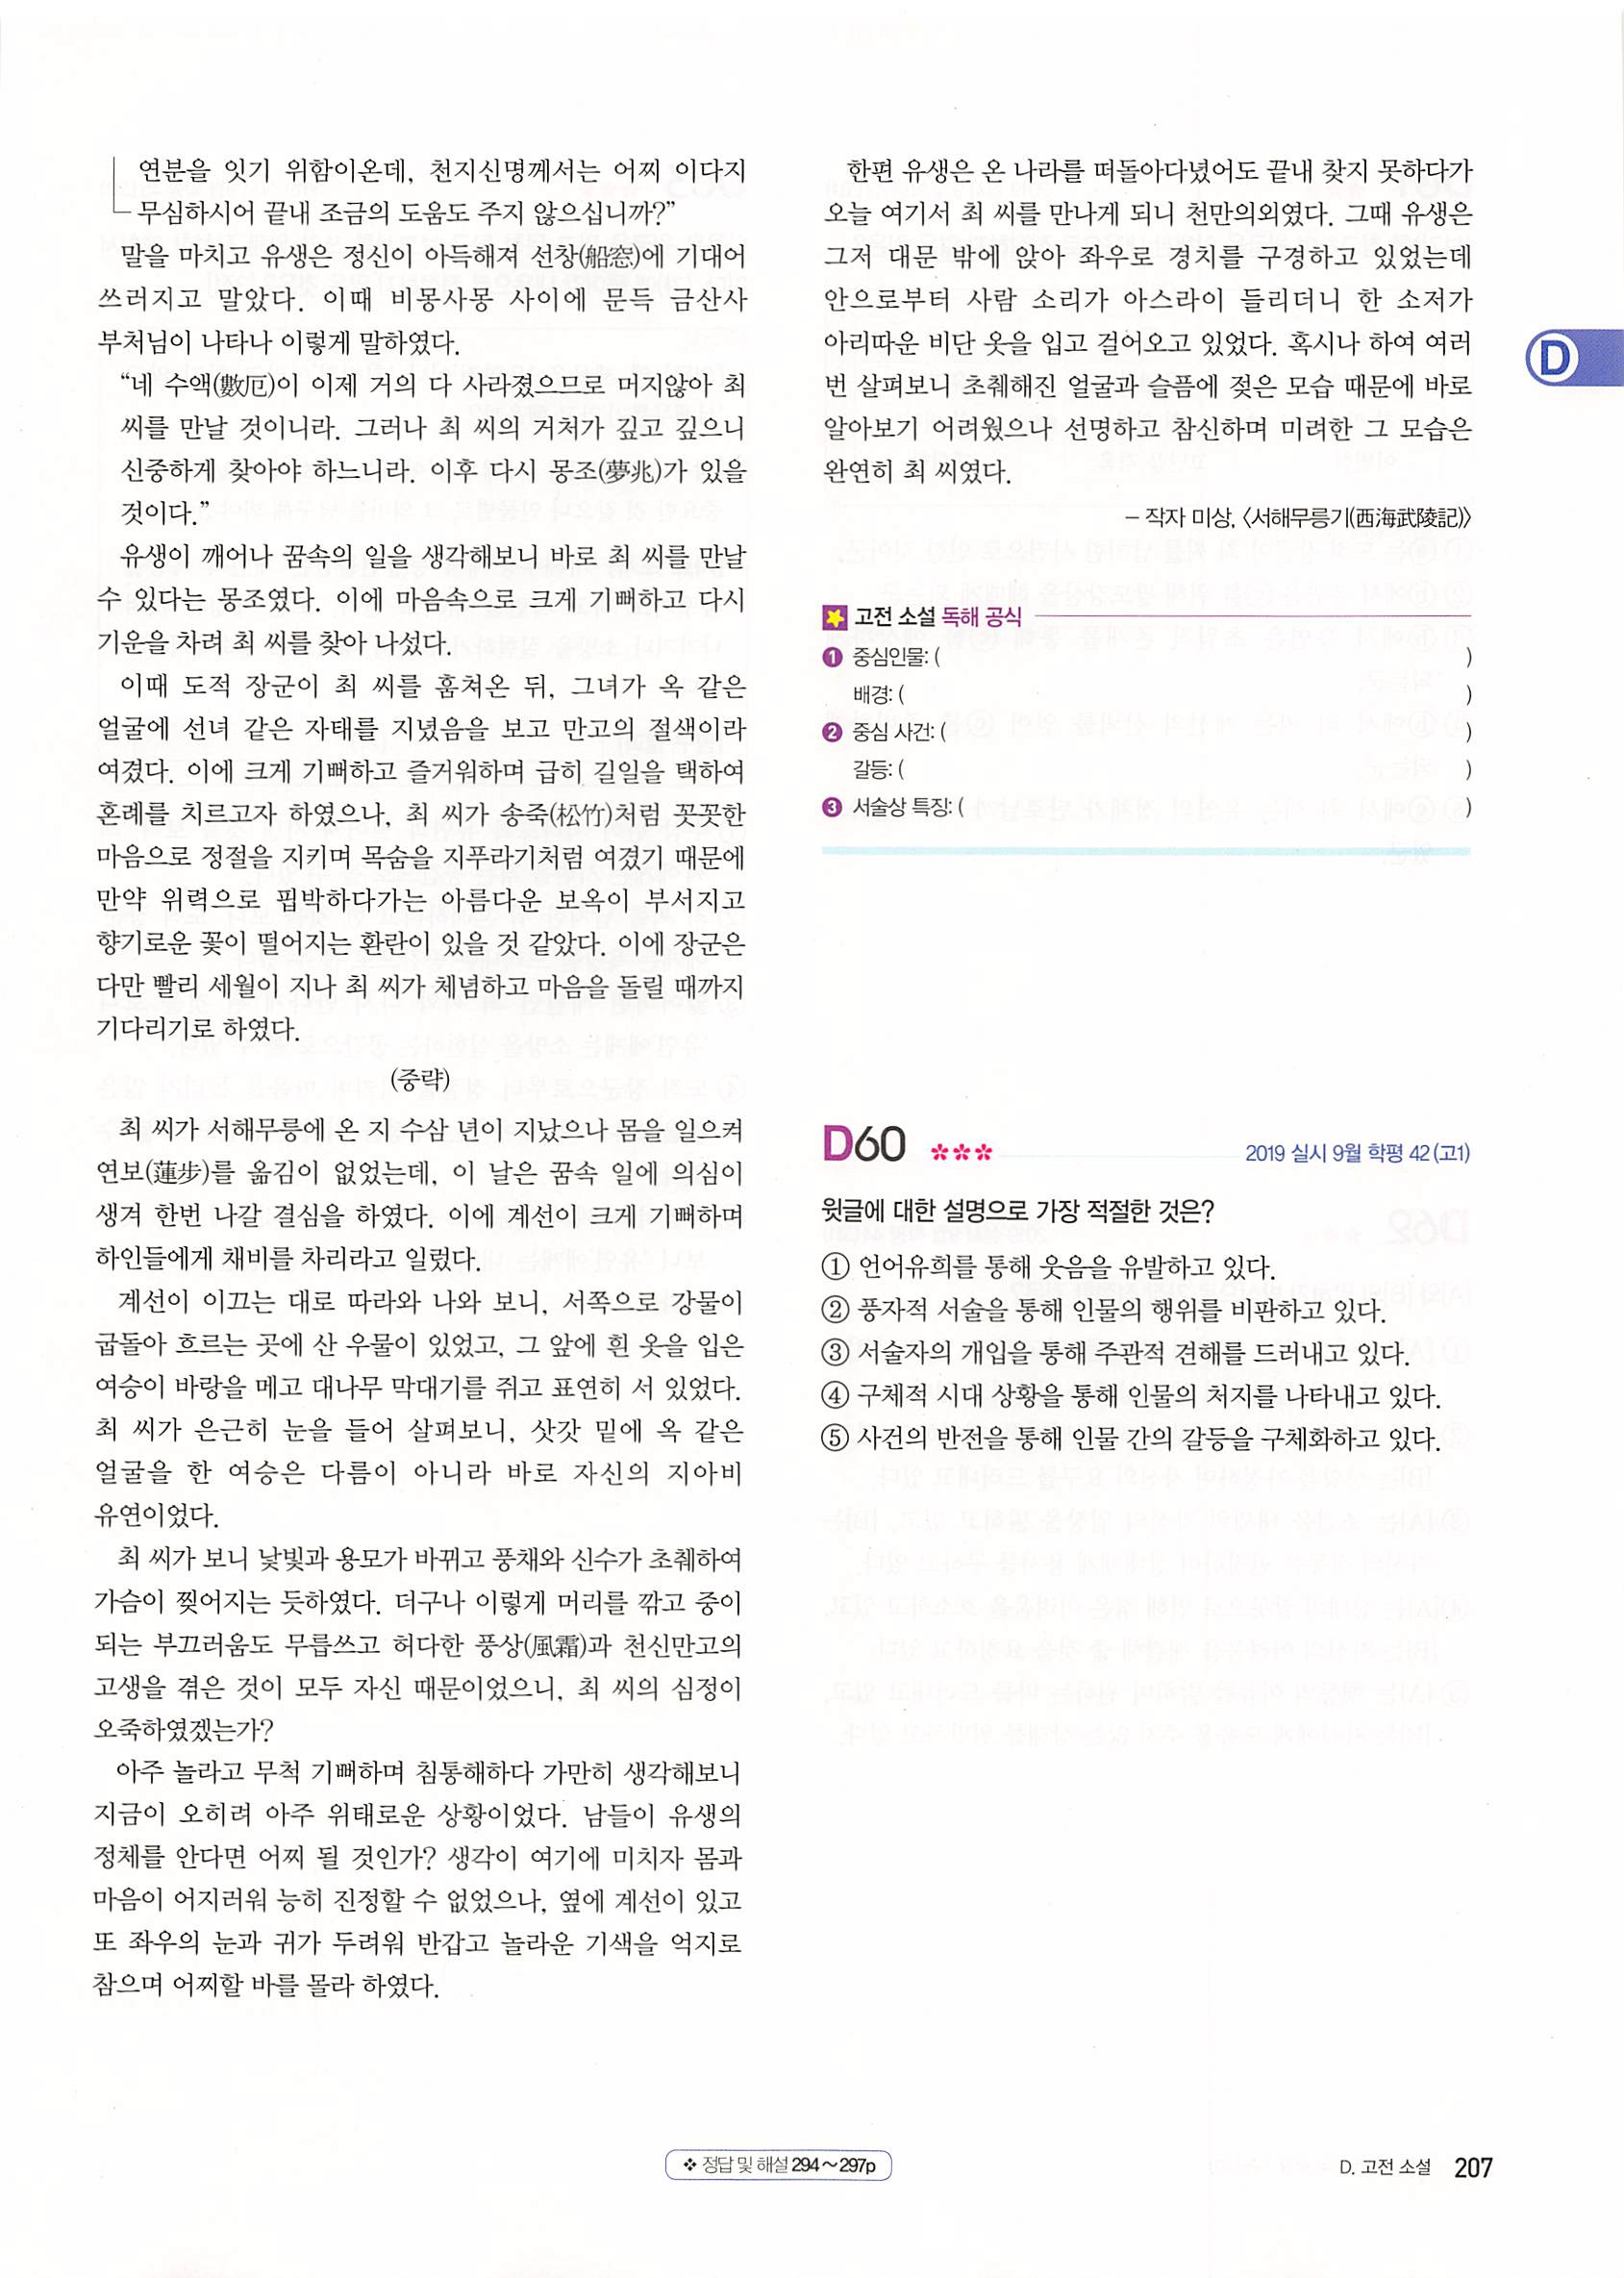 연분을 잇기 위함이온데, 천지신명께서는 어찌 이다지
무심하시어 끝내 조금의 도움도 주지 않으십니까?”
말을 마치고 유생은 정신이 아득해져 선창(船窓)에 기대어
쓰러지고 말았다. 이때 비몽사몽 사이에 문득 금산사
부처님이 나타나 이렇게 말하였다.
“네 수액(數厄)이 이제 거의 다 사라졌으므로 머지않아 최
씨를 만날 것이니라. 그러나 최 씨의 거처가 깊고 깊으니
신중하게 찾아야 하느니라. 이후 다시 몽조(夢兆)가 있을
것이다.”
유생이 깨어나 꿈속의 일을 생각해보니 바로 최 씨를 만날
수 있다는 몽조였다. 이에 마음속으로 크게 기뻐하고 다시
기운을 차려 최 씨를 찾아 나섰다.
이때 도적 장군이 최 씨를 훔쳐온 뒤, 그녀가 옥 같은
얼굴에 선녀 같은 자태를 지녔음을 보고 만고의 절색이라
여겼다. 이에 크게 기뻐하고 즐거워하며 급히 길일을 택하여
혼례를 치르고자 하였으나, 최 씨가 송죽(松竹)처럼 꼿꼿한
마음으로 정절을 지키며 목숨을 지푸라기처럼 여겼기 때문에
만약 위력으로 핍박하다가는 아름다운 보옥이 부서지고
향기로운 꽃이 떨어지는 환란이 있을 것 같았다. 이에 장군은
다만 빨리 세월이 지나 최 씨가 체념하고 마음을 돌릴 때까지
기다리기로 하였다.
(중략)
최 씨가 서해무릉에 온 지 수삼 년이 지났으나 몸을 일으켜
연보(蓮步)를 옮김이 없었는데, 이 날은 꿈속 일에 의심이
생겨 한번 나갈 결심을 하였다. 이에 계선이 크게 기뻐하며
하인들에게 채비를 차리라고 일렀다.
계선이 이끄는 대로 따라와 나와 보니, 서쪽으로 강물이
굽돌아 흐르는 곳에 산 우물이 있었고, 그 앞에 흰 옷을 입은
여승이 바랑을 메고 대나무 막대기를 쥐고 표연히 서 있었다.
최 씨가 은근히 눈을 들어 살펴보니, 삿갓 밑에 옥 같은
얼굴을 한 여승은 다름이 아니라 바로 자신의 지아비
유연이었다.
최 씨가 보니 낯빛과 용모가 바뀌고 풍채와 신수가 초췌하여
가슴이 찢어지는 듯하였다. 더구나 이렇게 머리를 깎고 중이
되는 부끄러움도 무릅쓰고 허다한 풍상(風霜)과 천신만고의
고생을 겪은 것이 모두 자신 때문이었으니, 최 씨의 심정이
오죽하였겠는가?
아주 놀라고 무척 기뻐하며 침통해하다 가만히 생각해보니
지금이 오히려 아주 위태로운 상황이었다. 남들이 유생의
정체를 안다면 어찌 될 것인가? 생각이 여기에 미치자 몸과
마음이 어지러워 능히 진정할 수 없었으나, 옆에 계선이 있고
또 좌우의 눈과 귀가 두려워 반갑고 놀라운 기색을 억지로
참으며 어찌할 바를 몰라 하였다.
한편 유생은 온 나라를 떠돌아다녔어도 끝내 찾지 못하다가
오늘 여기서 최 씨를 만나게 되니 천만의외였다. 그때 유생은
그저 대문 밖에 앉아 좌우로 경치를 구경하고 있었는데
안으로부터 사람 소리가 아스라이 들리더니 한 소저가
아리따운 비단 옷을 입고 걸어오고 있었다. 혹시나 하여 여러
번 살펴보니 초췌해진 얼굴과 슬픔에 젖은 모습 때문에 바로
알아보기 어려웠으나 선명하고 참신하며 미려한 그 모습은
완연히 최 씨였다.
– 작자 미상, 〈서해무릉기(西海武陵記)〉
고전 소설 독해 공식
❶ 중심인물: ( )
배경: ( )
❷ 중심 사건: ( )
갈등: ( )
❸ 서술상 특징: ( )
D
D60 ✽✽✽ 2019 실시 9월 학평 42(고1)
윗글에 대한 설명으로 가장 적절한 것은?
① 언어유희를 통해 웃음을 유발하고 있다.
② 풍자적 서술을 통해 인물의 행위를 비판하고 있다.
③ 서술자의 개입을 통해 주관적 견해를 드러내고 있다.
④ 구체적 시대 상황을 통해 인물의 처지를 나타내고 있다.
⑤ 사건의 반전을 통해 인물 간의 갈등을 구체화하고 있다.
❖ 정답 및 해설 294~297p
D. 고전 소설 207